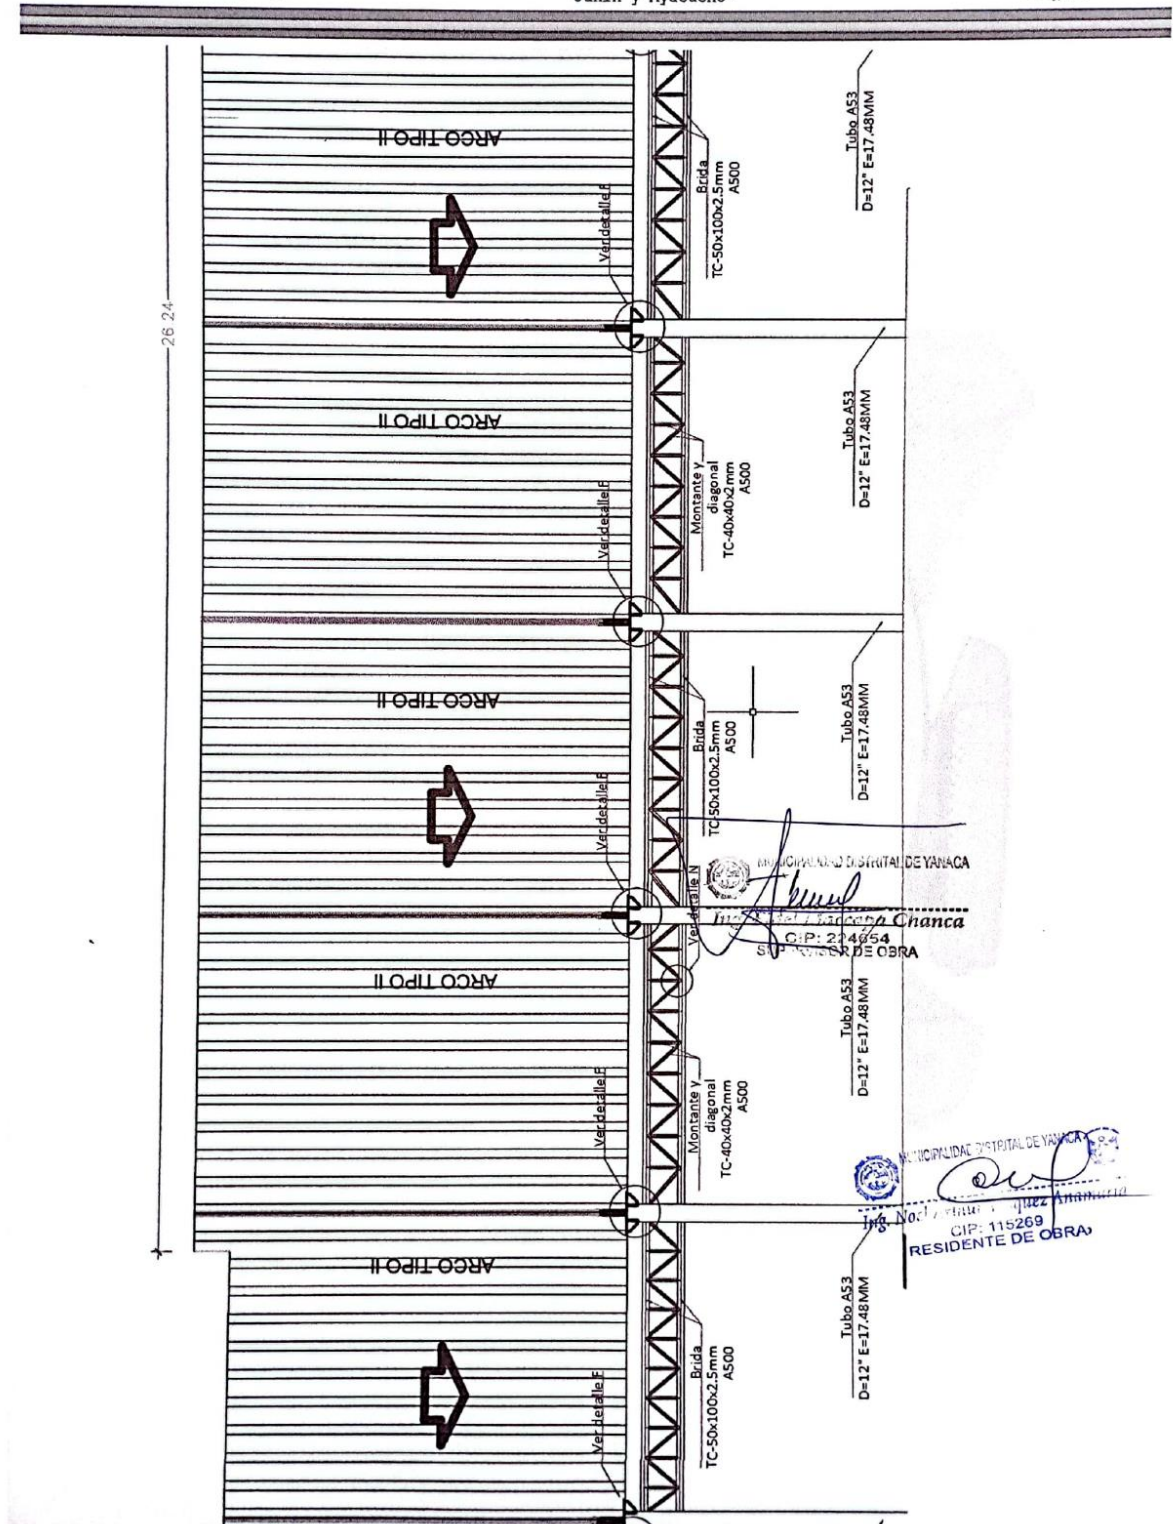 Junín y Ayacucho
26.24
ARCO TIPO II
Ver detalle F
Brida
TC-50x100x2.5mm
A500
Tubo A53
D=12" E=17.48MM
ARCO TIPO II
Ver detalle F
Montante y
diagonal
TC-40x40x2mm
A500
Tubo A53
D=12" E=17.48MM
ARCO TIPO II
Ver detalle F
Brida
TC-50x100x2.5mm
A500
Tubo A53
D=12" E=17.48MM
Ver detalle N
MUNICIPALIDAD DISTRITAL DE YANACA
Ing. Chanca
CIP: 224654
SUPERVISOR DE OBRA
ARCO TIPO II
Ver detalle F
Montante y
diagonal
TC-40x40x2mm
A500
Tubo A53
D=12" E=17.48MM
MUNICIPALIDAD DISTRITAL DE YANACA
Ing. Anamaria
CIP: 115269
RESIDENTE DE OBRA
ARCO TIPO II
Ver detalle F
Brida
TC-50x100x2.5mm
A500
Tubo A53
D=12" E=17.48MM